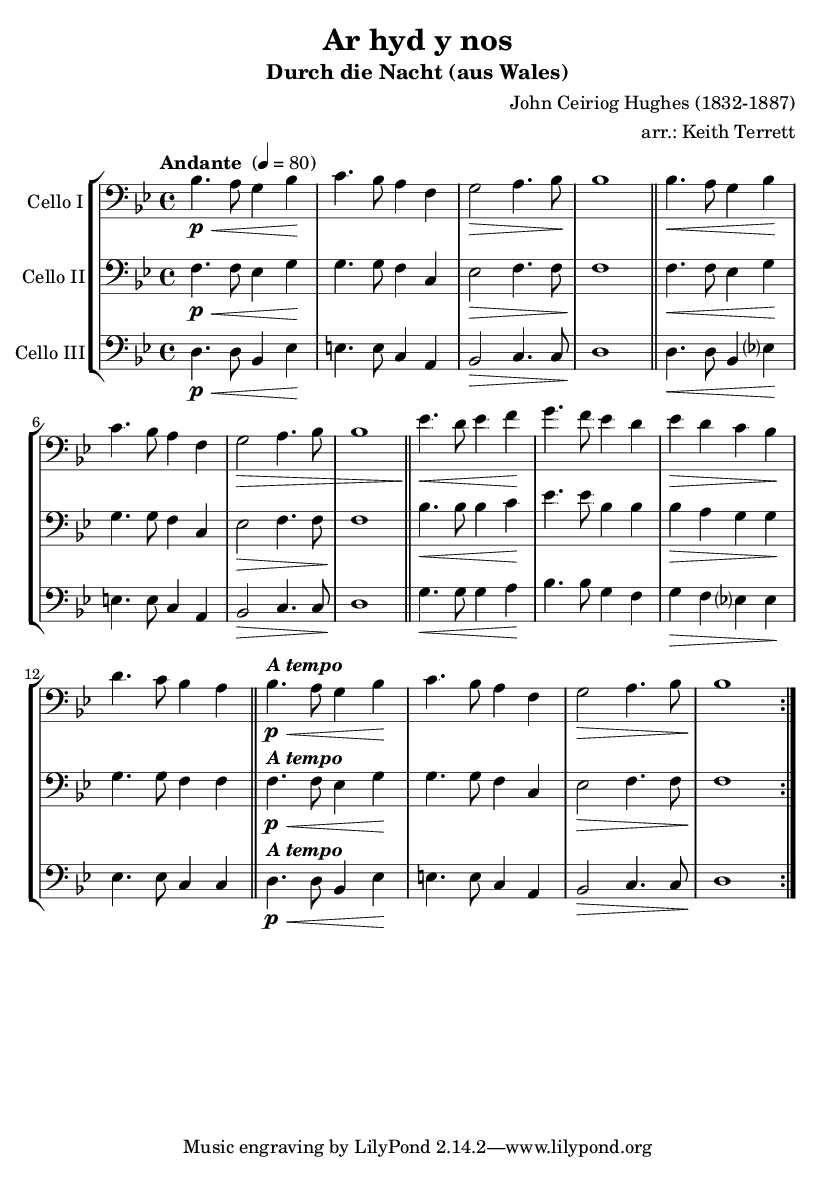 Ar hyd y nos
Durch die Nacht (aus Wales)
John Ceiriog Hughes (1832-1887)
arr.: Keith Terrett
Andante (♩ = 80)
Cello I
p
Cello II
p
Cello III
p
6
12
A tempo
p
A tempo
p
A tempo
p
Music engraving by LilyPond 2.14.2—www.lilypond.org